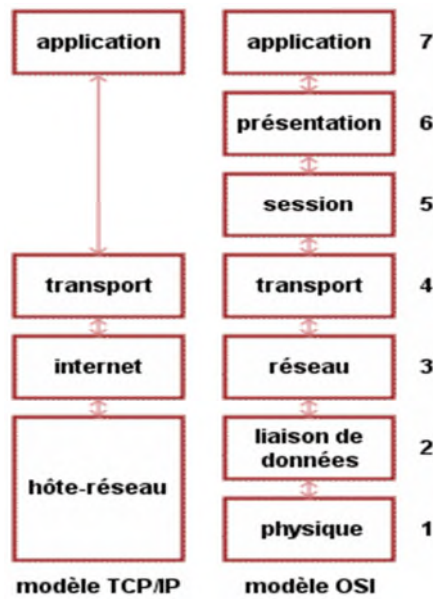 application
application
7
présentation
6
session
5
transport
transport
4
internet
réseau
3
liaison de
données
2
hôte-réseau
physique
1
modèle TCP/IP
modèle OSI